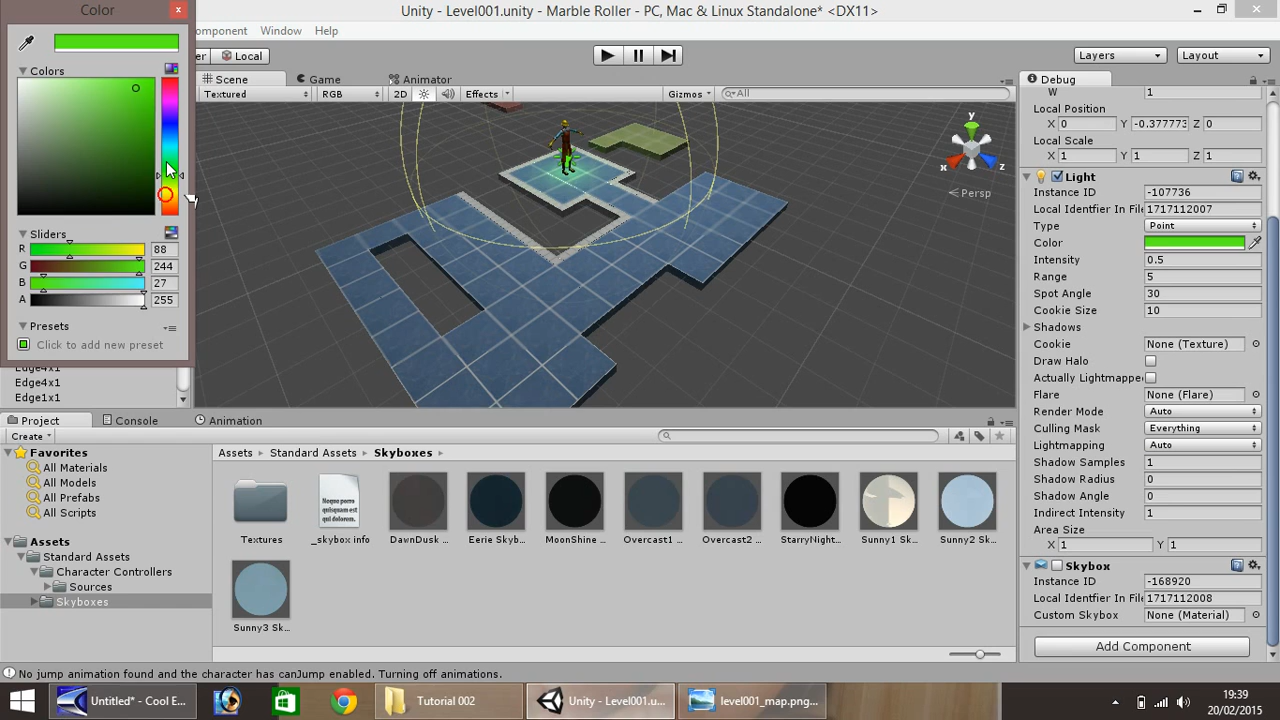 Color
Unity - Level001.unity - Marble Roller - PC, Mac & Linux Standalone* <DX11>
Window Help
Local
Layers
Layout
Colors
Scene
Game
Animator
Textured
RGB
2D
Effects
Gizmos
All
Debug
W 1
Local Position
X 0 Y -0.377773 Z 0
Local Scale
X 1 Y 1 Z 1
Light
Instance ID -107736
Local Identfier In File 1717112007
Type Point
Color
Intensity 0.5
Range 5
Spot Angle 30
Cookie Size 10
Shadows
Cookie None (Texture)
Draw Halo
Actually Lightmapped
Flare None (Flare)
Render Mode Auto
Culling Mask Everything
Lightmapping Auto
Shadow Samples 1
Shadow Radius 0
Shadow Angle 0
Indirect Intensity 1
Area Size
X 1 Y 1
Skybox
Instance ID -168920
Local Identfier In File 1717112008
Custom Skybox None (Material)
Add Component
y
x
z
Persp
Sliders
R 88
G 244
B 27
A 255
Presets
Click to add new preset
Edge4x1
Edge4x1
Edge1x1
Project
Console
Animation
Create
Favorites
All Materials
All Models
All Prefabs
All Scripts
Assets
Standard Assets
Character Controllers
Sources
Skyboxes
Assets Standard Assets Skyboxes
Neque porro quisquam est qui dolorem.
Textures
_skybox info
DawnDusk ...
Eerie Skyb...
MoonShine ...
Overcast1 ...
Overcast2 ...
StarryNight...
Sunny1 Sk...
Sunny2 Sk...
Sunny3 Sk...
No jump animation found and the character has canJump enabled. Turning off animations.
Untitled* - Cool E...
Tutorial 002
Unity - Level001.u...
level001_map.png...
19:39
20/02/2015